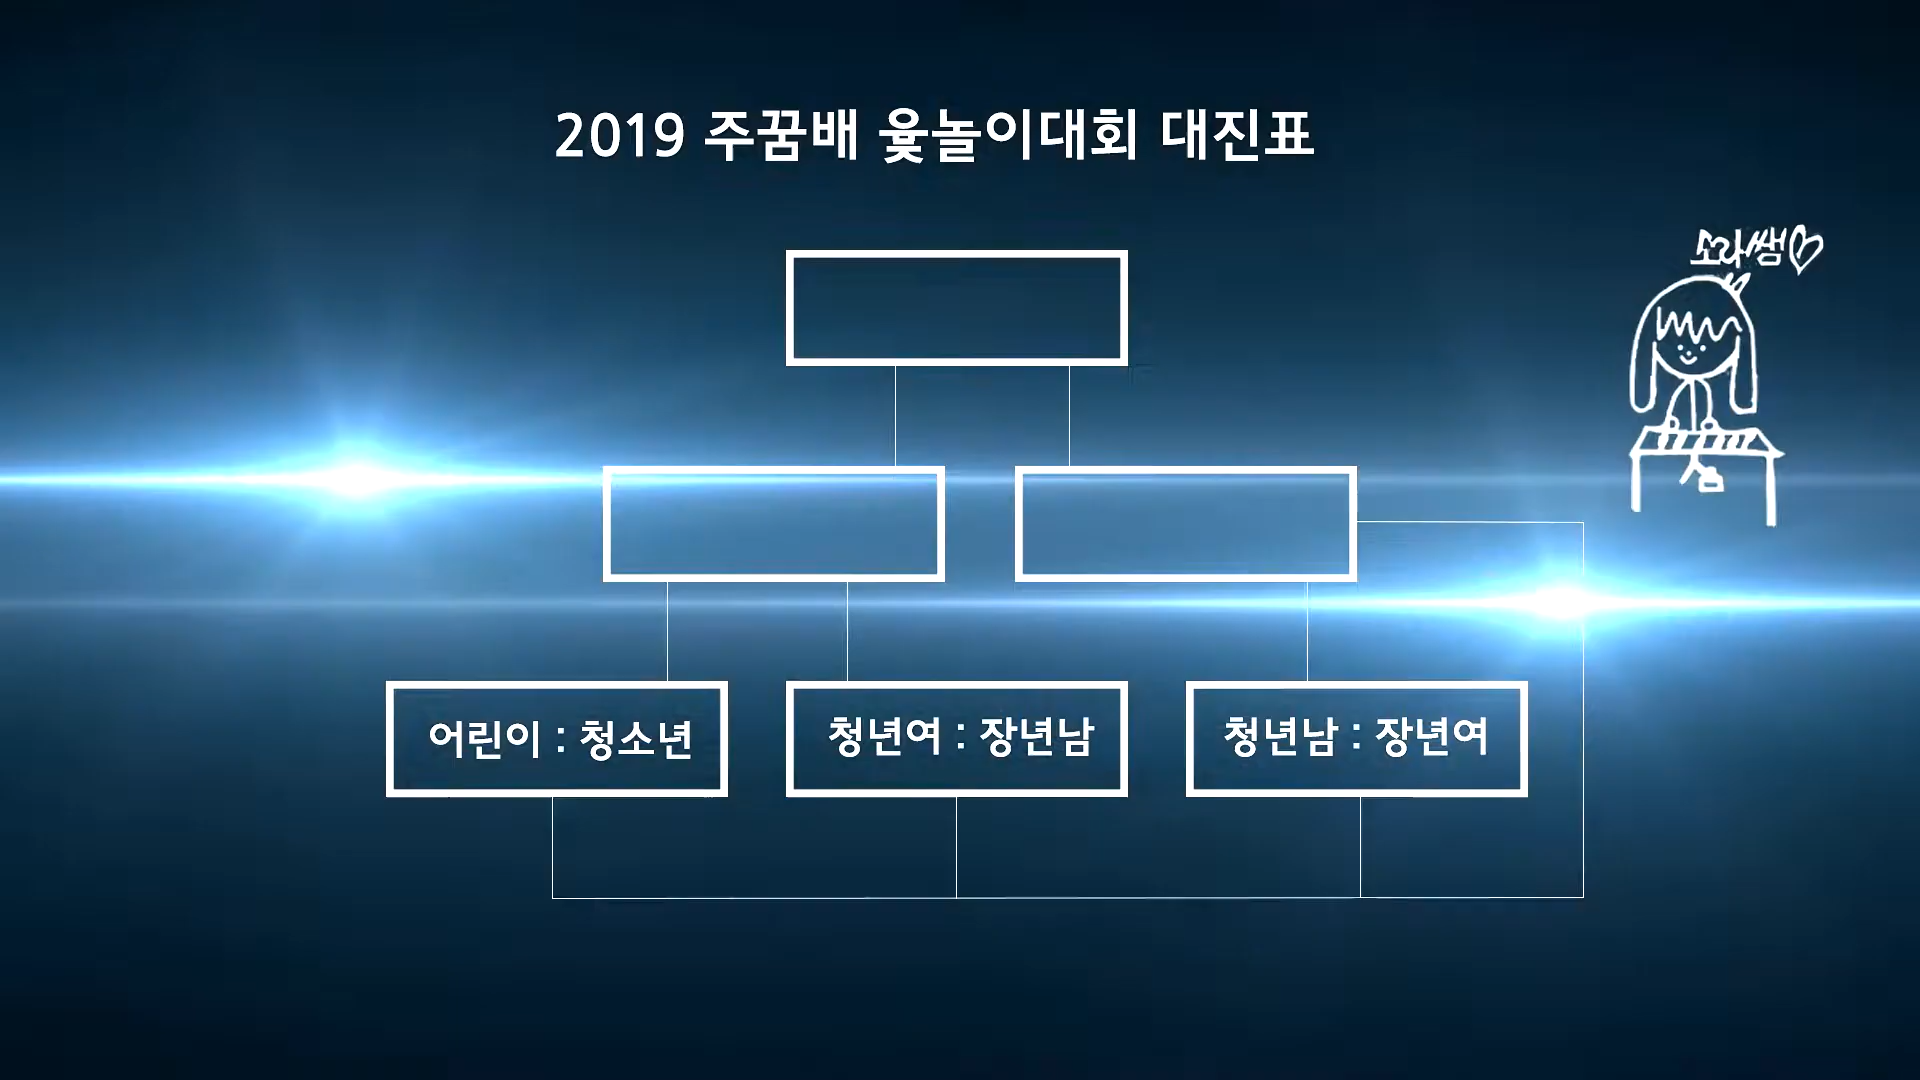 2019 주꿈배 윷놀이대회 대진표
도라쌤♡
어린이 : 청소년
청년여 : 장년남
청년남 : 장년여